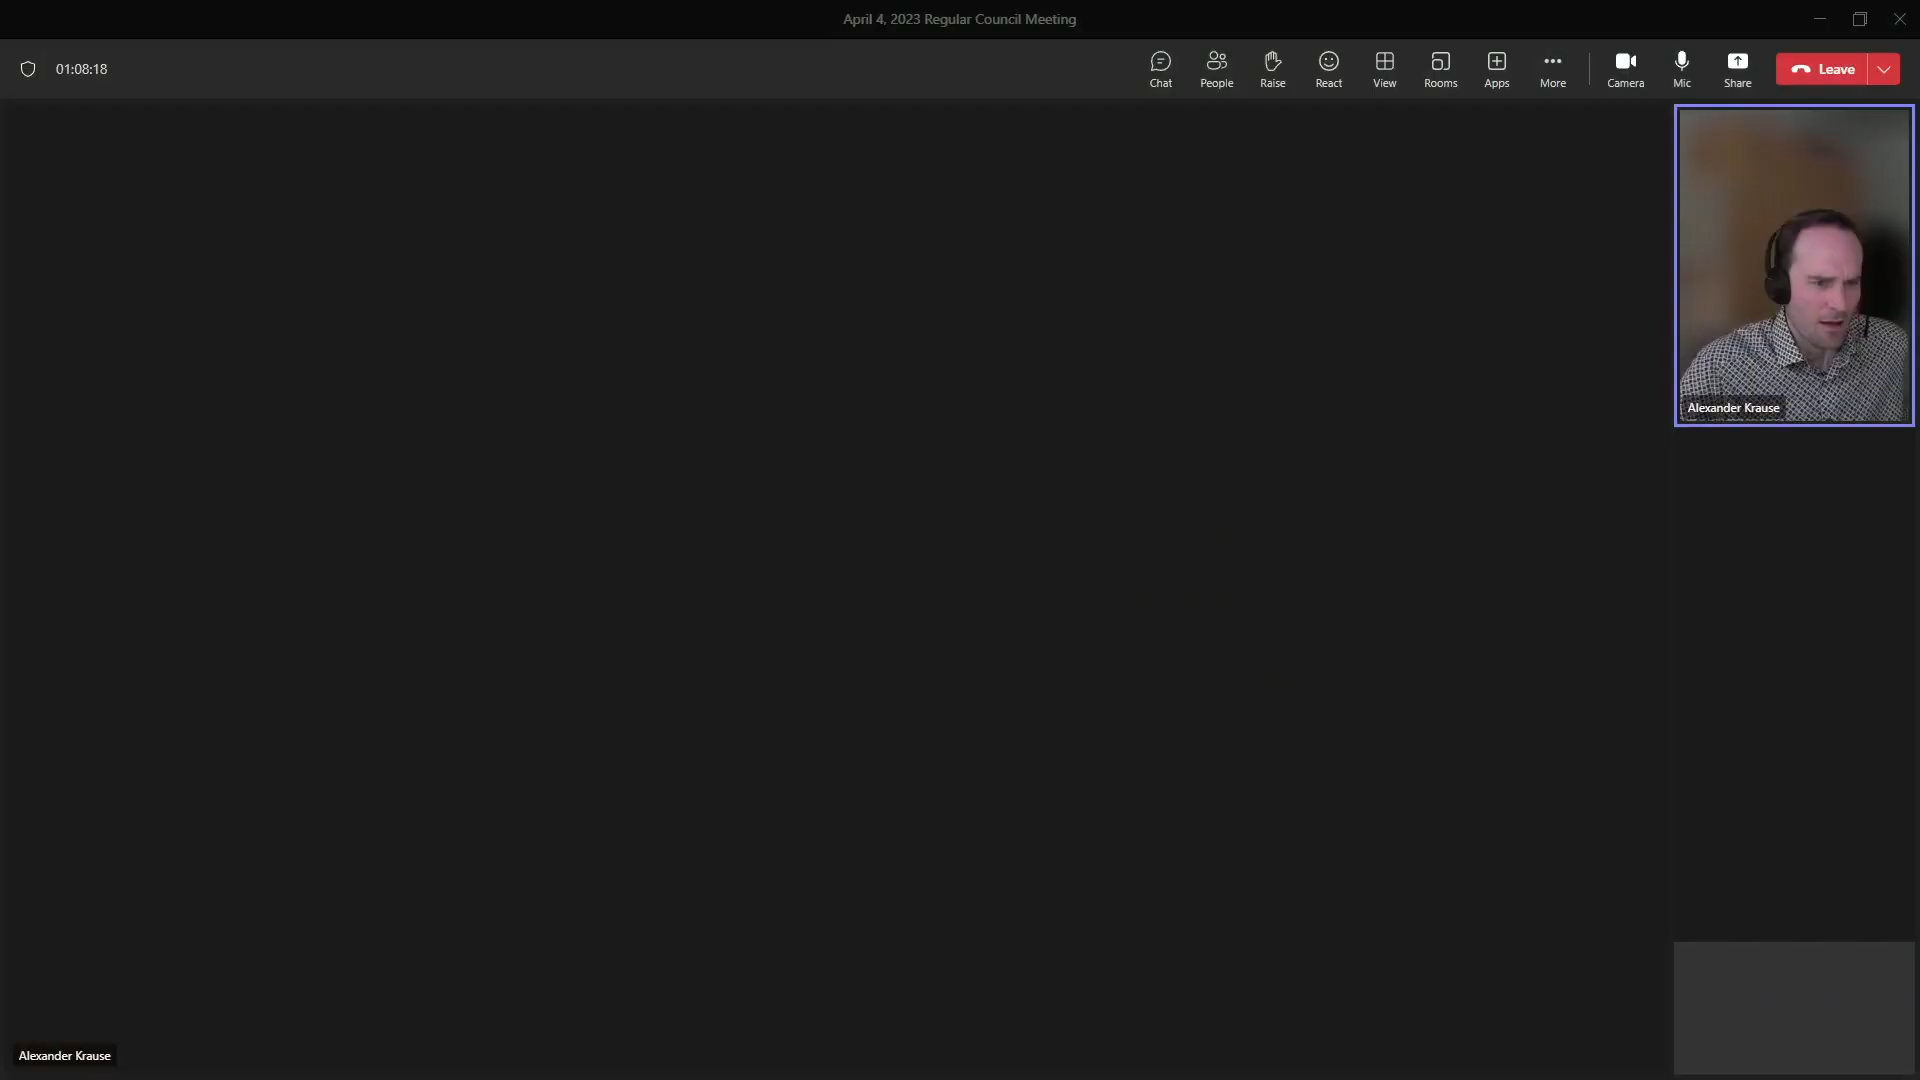 April 4, 2023 Regular Council Meeting
01:08:18
Chat
People
Raise
React
View
Rooms
Apps
More
Camera
Mic
Share
Leave
Alexander Krause
Alexander Krause